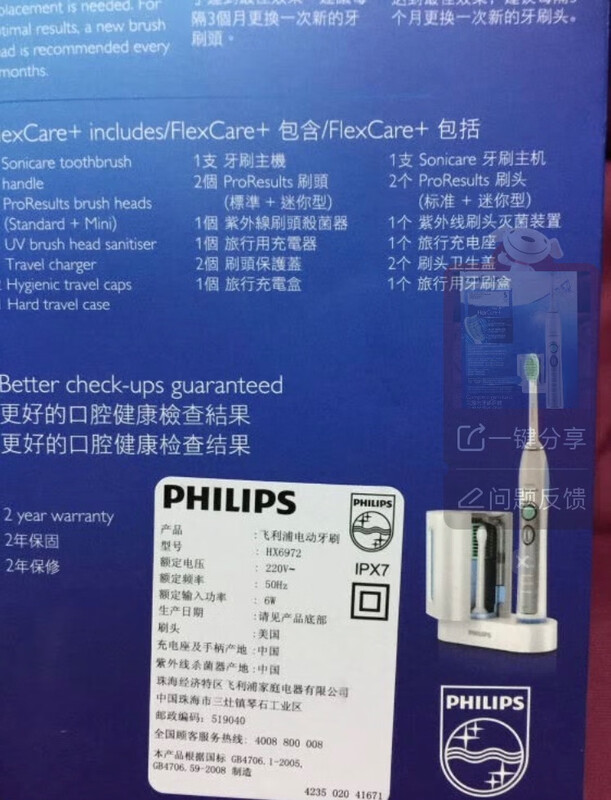 placement is needed. For
timal results, a new brush
ad is recommended every
months.
隔3個月更換一次新的牙
刷頭。
个月更换一次新的牙刷头。
lexCare+ includes/FlexCare+ 包含/FlexCare+ 包括
Sonicare toothbrush
handle
ProResults brush heads
(Standard + Mini)
UV brush head sanitiser
Travel charger
Hygienic travel caps
Hard travel case
1支 牙刷主機
2個 ProResults 刷頭
(標準 + 迷你型)
1個 紫外線刷頭殺菌器
1個 旅行用充電器
2個 刷頭保護蓋
1個 旅行充電盒
1支 Sonicare 牙刷主机
2个 ProResults 刷头
(标准 + 迷你型)
1个 紫外线刷头灭菌装置
1个 旅行充电座
2个 刷头卫生盖
1个 旅行用牙刷盒
Better check-ups guaranteed
更好的口腔健康檢查結果
更好的口腔健康检查结果
一键分享
问题反馈
2 year warranty
2年保固
2年保修
PHILIPS
产品 : 飞利浦电动牙刷
型号 : HX6972
额定电压 : 220V~
额定频率 : 50Hz
额定输入功率 : 6W
生产日期 : 请见产品底部
刷头 : 美国
充电座及手柄产地 : 中国
紫外线杀菌器产地 : 中国
珠海经济特区飞利浦家庭电器有限公司
中国珠海市三灶镇琴石工业区
邮政编码: 519040
全国顾客服务热线: 4008 800 008
本产品根据国标 GB4706.1-2005,
GB4706.59-2008 制造
4235 020 41671
PHILIPS
IPX7
PHILIPS
PHILIPS